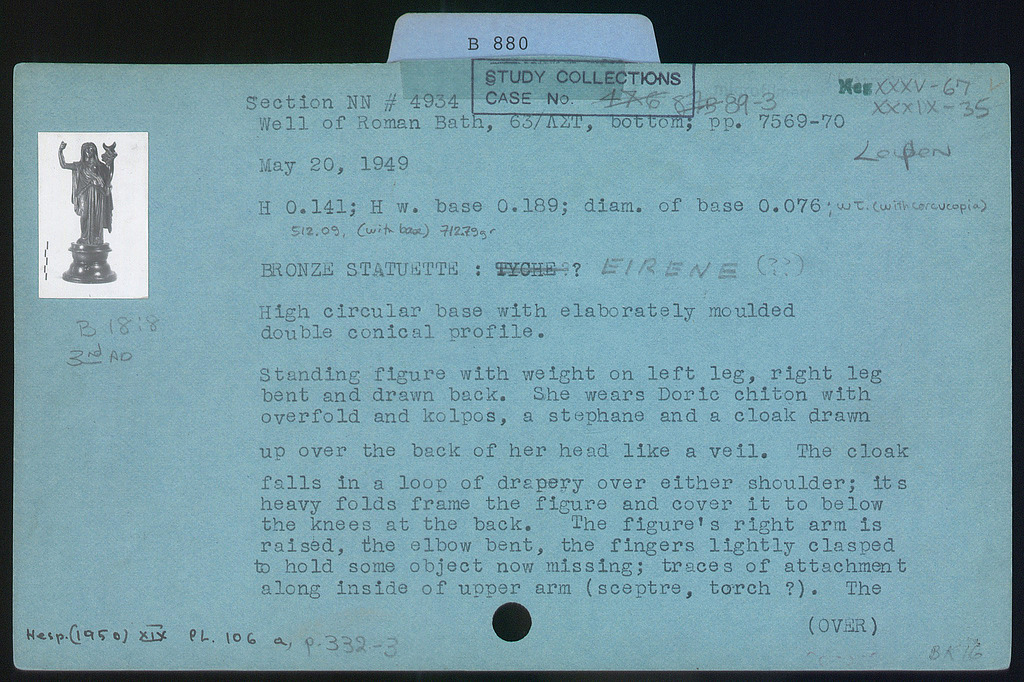 B 880
STUDY COLLECTIONS
CASE No. 476 89-3
Neg XXXV-67
XXXIX-35
Section NN # 4934
Well of Roman Bath, 63/ΛΣΤ, bottom; pp. 7569-70
May 20, 1949
H 0.141; H w. base 0.189; diam. of base 0.076; WT. (with corcucopia)
512.09, (with base) 712.79gr
BRONZE STATUETTE : TYCHE ? EIRENE (??)
High circular base with elaborately moulded
double conical profile.
B 18:8
3rd AD
Standing figure with weight on left leg, right leg
bent and drawn back. She wears Doric chiton with
overfold and kolpos, a stephane and a cloak drawn
up over the back of her head like a veil. The cloak
falls in a loop of drapery over either shoulder; its
heavy folds frame the figure and cover it to below
the knees at the back. The figure's right arm is
raised, the elbow bent, the fingers lightly clasped
to hold some object now missing; traces of attachment
along inside of upper arm (sceptre, torch ?). The
(OVER)
Hesp.(1950) XIX PL. 106 a, p.332-3